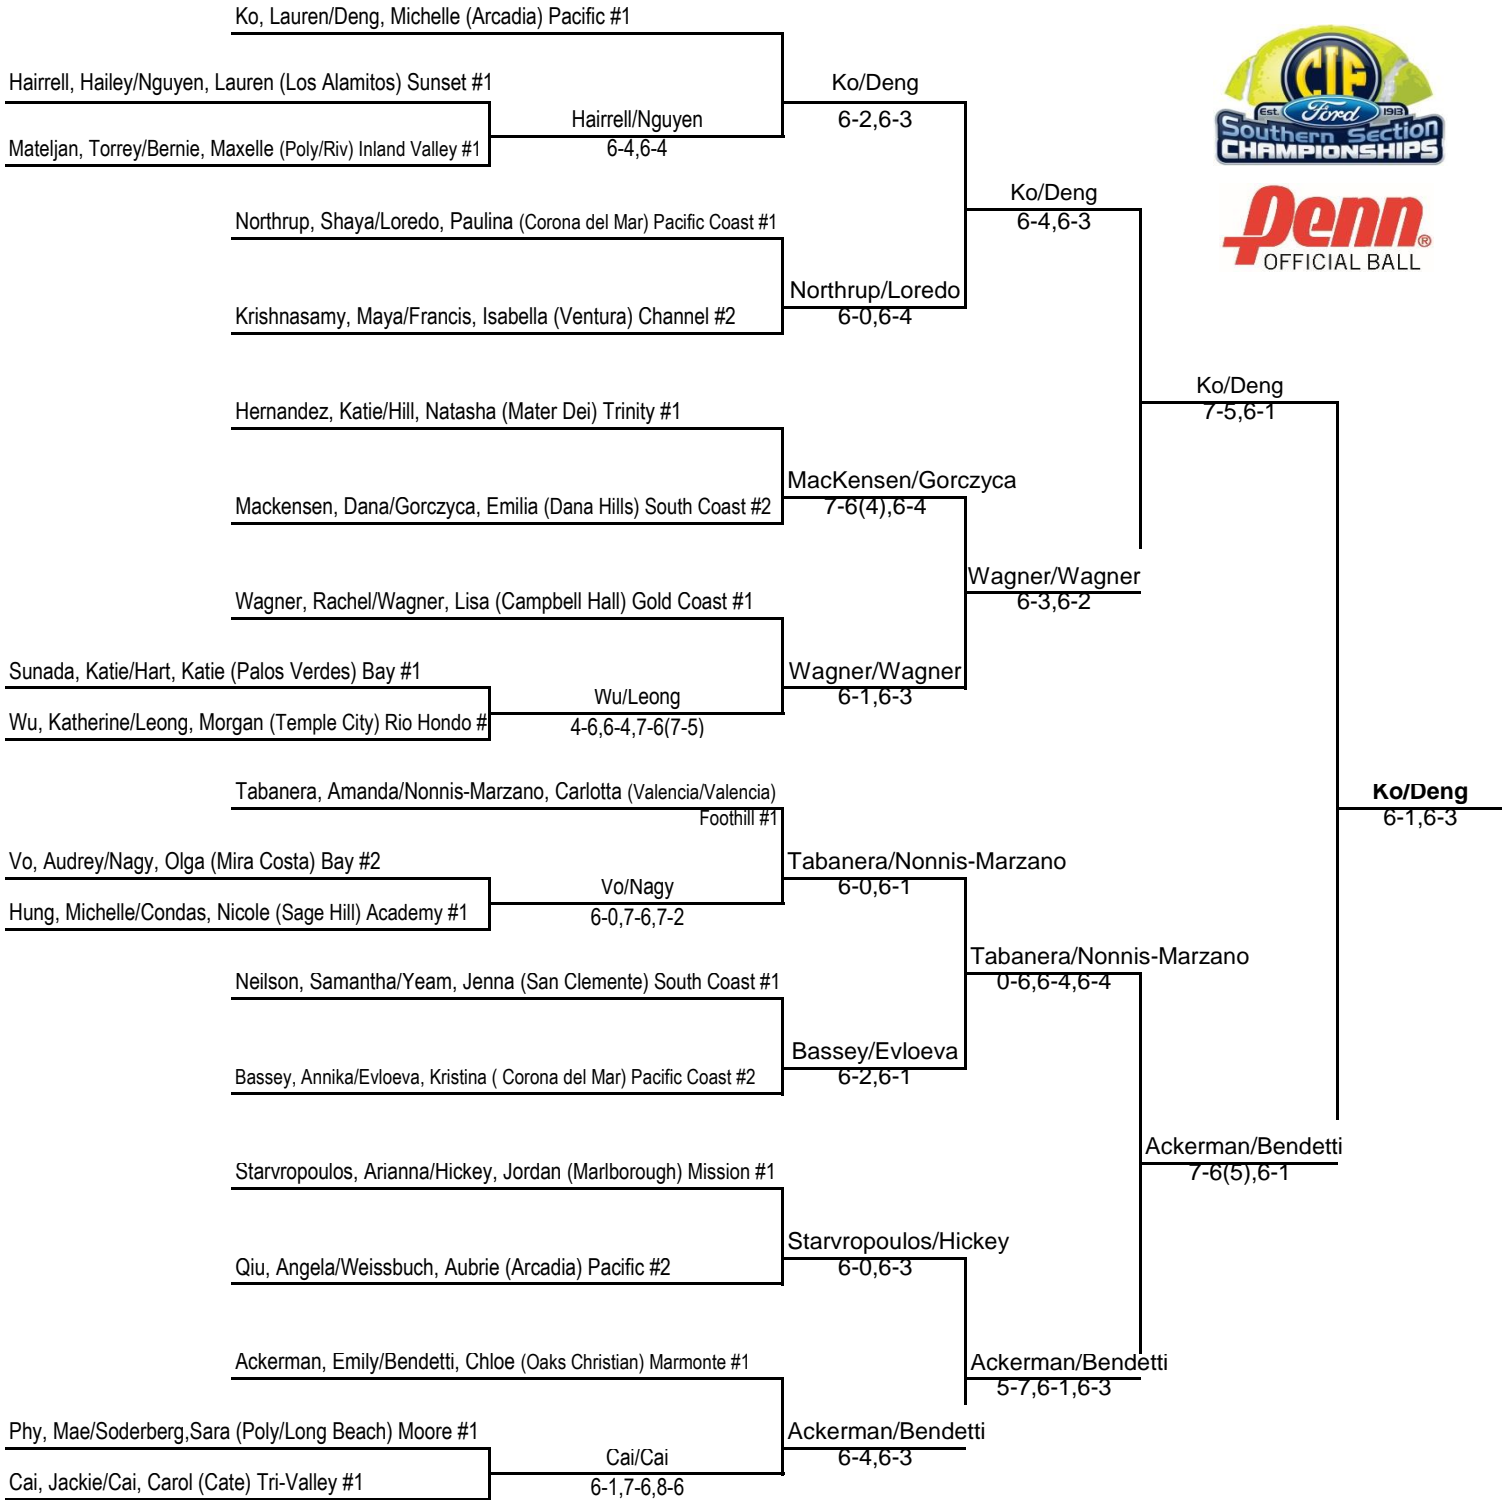 Ko, Lauren/Deng, Michelle (Arcadia) Pacific #1
Hairrell, Hailey/Nguyen, Lauren (Los Alamitos) Sunset #1
Ko/Deng
Hairrell/Nguyen
6-2,6-3
Mateljan, Torrey/Bernie, Maxelle (Poly/Riv) Inland Valley #1
6-4,6-4
CIF
Est. Ford 1913
Southern Section
CHAMPIONSHIPS
Penn®
OFFICIAL BALL
Ko/Deng
6-4,6-3
Northrup, Shaya/Loredo, Paulina (Corona del Mar) Pacific Coast #1
Northrup/Loredo
6-0,6-4
Krishnasamy, Maya/Francis, Isabella (Ventura) Channel #2
Ko/Deng
7-5,6-1
Hernandez, Katie/Hill, Natasha (Mater Dei) Trinity #1
MacKensen/Gorczyca
7-6(4),6-4
Mackensen, Dana/Gorczyca, Emilia (Dana Hills) South Coast #2
Wagner/Wagner
6-3,6-2
Wagner, Rachel/Wagner, Lisa (Campbell Hall) Gold Coast #1
Sunada, Katie/Hart, Katie (Palos Verdes) Bay #1
Wagner/Wagner
6-1,6-3
Wu/Leong
4-6,6-4,7-6(7-5)
Wu, Katherine/Leong, Morgan (Temple City) Rio Hondo #
Tabanera, Amanda/Nonnis-Marzano, Carlotta (Valencia/Valencia)
Foothill #1
Ko/Deng
6-1,6-3
Vo, Audrey/Nagy, Olga (Mira Costa) Bay #2
Tabanera/Nonnis-Marzano
6-0,6-1
Vo/Nagy
6-0,7-6,7-2
Hung, Michelle/Condas, Nicole (Sage Hill) Academy #1
Tabanera/Nonnis-Marzano
0-6,6-4,6-4
Neilson, Samantha/Yeam, Jenna (San Clemente) South Coast #1
Bassey/Evloeva
6-2,6-1
Bassey, Annika/Evloeva, Kristina ( Corona del Mar) Pacific Coast #2
Ackerman/Bendetti
7-6(5),6-1
Starvropoulos, Arianna/Hickey, Jordan (Marlborough) Mission #1
Starvropoulos/Hickey
6-0,6-3
Qiu, Angela/Weissbuch, Aubrie (Arcadia) Pacific #2
Ackerman, Emily/Bendetti, Chloe (Oaks Christian) Marmonte #1
Ackerman/Bendetti
5-7,6-1,6-3
Phy, Mae/Soderberg,Sara (Poly/Long Beach) Moore #1
Ackerman/Bendetti
6-4,6-3
Cai/Cai
6-1,7-6,8-6
Cai, Jackie/Cai, Carol (Cate) Tri-Valley #1